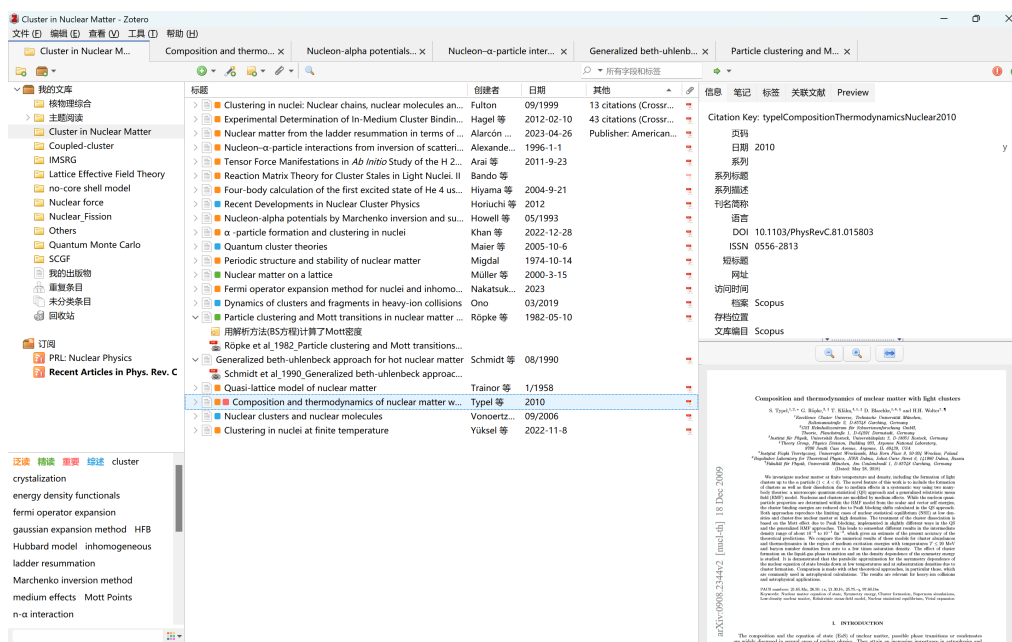 Cluster in Nuclear Matter - Zotero
文件 (F) 编辑 (E) 查看 (V) 工具 (T) 帮助 (H)
Cluster in Nuclear M... Composition and thermo... Nucleon-alpha potentials... Nucleon–α-particle inter... Generalized beth-uhlenb... Particle clustering and M...
所有字段和标签
我的文库
核物理综合
主题阅读
Cluster in Nuclear Matter
Coupled-cluster
IMSRG
Lattice Effective Field Theory
no-core shell model
Nuclear force
Nuclear_Fission
Others
Quantum Monte Carlo
SCGF
我的出版物
重复条目
未分类条目
回收站
订阅
PRL: Nuclear Physics
Recent Articles in Phys. Rev. C
泛读 精读 重要 综述 cluster
crystalization
energy density functionals
fermi operator expansion
gaussian expansion method HFB
Hubbard model inhomogeneous
ladder resummation
Marchenko inversion method
medium effects Mott Points
n-α interaction
标题 创建者 日期 其他
Clustering in nuclei: Nuclear chains, nuclear molecules an... Fulton 09/1999 13 citations (Crossr...
Experimental Determination of In-Medium Cluster Bindin... Hagel 等 2012-02-10 43 citations (Crossr...
Nuclear matter from the ladder resummation in terms of ... Alarcón ... 2023-04-26 Publisher: American...
Nucleon–α-particle interactions from inversion of scatteri... Alexande... 1996-1-1
Tensor Force Manifestations in Ab Initio Study of the H 2... Arai 等 2011-9-23
Reaction Matrix Theory for Cluster Stales in Light Nuclei. II Bando 等
Four-body calculation of the first excited state of He 4 us... Hiyama 等 2004-9-21
Recent Developments in Nuclear Cluster Physics Horiuchi 等 2012
Nucleon-alpha potentials by Marchenko inversion and su... Howell 等 05/1993
α -particle formation and clustering in nuclei Khan 等 2022-12-28
Quantum cluster theories Maier 等 2005-10-6
Periodic structure and stability of nuclear matter Migdal 1974-10-14
Nuclear matter on a lattice Müller 等 2000-3-15
Fermi operator expansion method for nuclei and inhomo... Nakatsuk... 2023
Dynamics of clusters and fragments in heavy-ion collisions Ono 03/2019
Particle clustering and Mott transitions in nuclear matter ... Röpke 等 1982-05-10
用解析方法(BS方程)计算了Mott密度
Röpke et al_1982_Particle clustering and Mott transitions...
Generalized beth-uhlenbeck approach for hot nuclear matter Schmidt 等 08/1990
Schmidt et al_1990_Generalized beth-uhlenbeck approac...
Quasi-lattice model of nuclear matter Trainor 等 1/1958
Composition and thermodynamics of nuclear matter w... Typel 等 2010
Nuclear clusters and nuclear molecules Vonoertz... 09/2006
Clustering in nuclei at finite temperature Yüksel 等 2022-11-8
信息 笔记 标签 关联文献 Preview
Citation Key: typelCompositionThermodynamicsNuclear2010
页码
日期 2010 y
系列
系列标题
系列描述
刊名简称
语言
DOI 10.1103/PhysRevC.81.015803
ISSN 0556-2813
短标题
网址
访问时间
档案 Scopus
存档位置
文库编目 Scopus
arXiv:0908.2344v2 [nucl-th] 18 Dec 2009
Composition and thermodynamics of nuclear matter with light clusters
We investigate nuclear matter at finite temperature and density, including the formation of light
I. INTRODUCTION